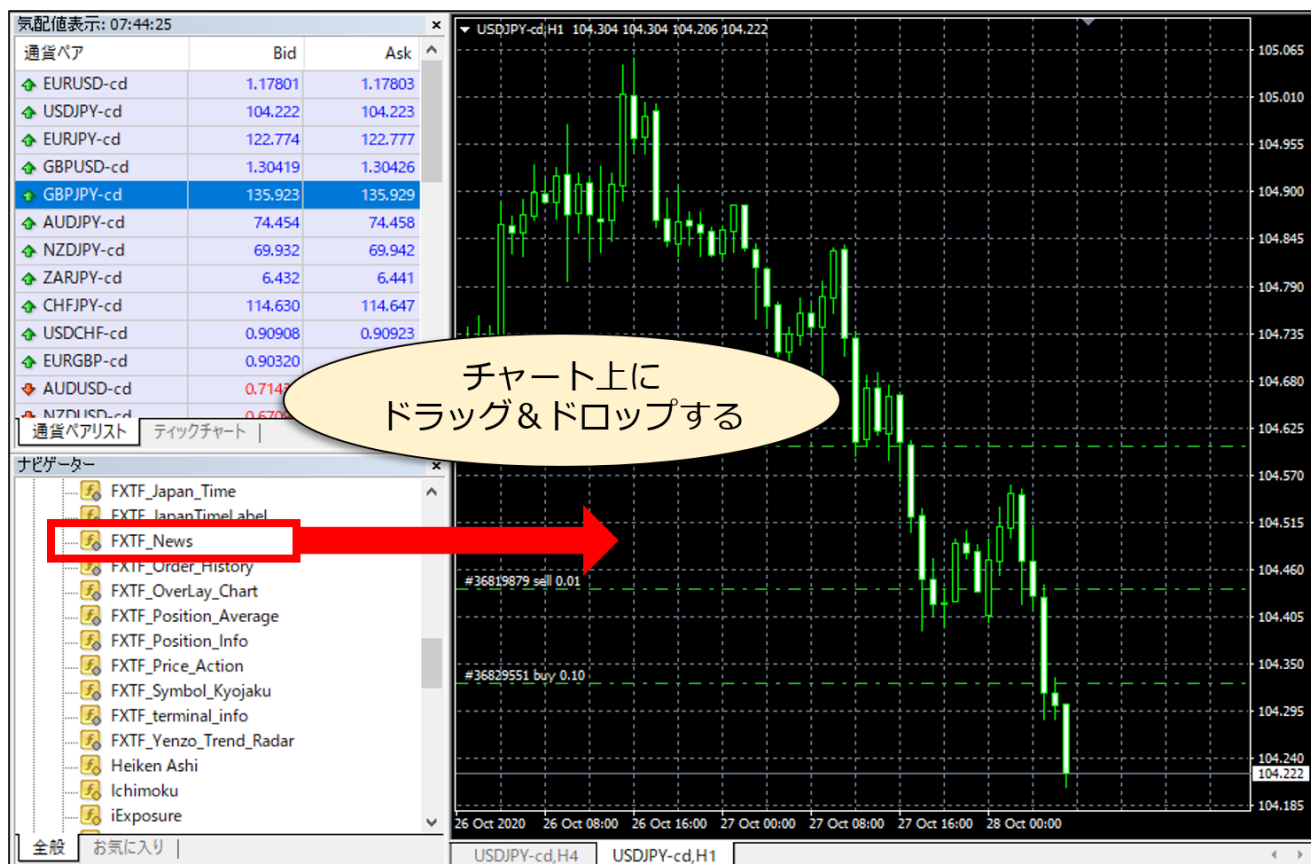 気配値表示: 07:44:25
通貨ペア Bid Ask
EURUSD-cd 1.17801 1.17803
USDJPY-cd 104.222 104.223
EURJPY-cd 122.774 122.777
GBPUSD-cd 1.30419 1.30426
GBPJPY-cd 135.923 135.929
AUDJPY-cd 74.454 74.458
NZDJPY-cd 69.932 69.942
ZARJPY-cd 6.432 6.441
CHFJPY-cd 114.630 114.647
USDCHF-cd 0.90908 0.90923
EURGBP-cd 0.90320
AUDUSD-cd
NZDUSD-cd
通貨ペアリスト ティックチャート
ナビゲーター
FXTF_Japan_Time
FXTF_JapanTimeLabel
FXTF_News
FXTF_Order_History
FXTF_OverLay_Chart
FXTF_Position_Average
FXTF_Position_Info
FXTF_Price_Action
FXTF_Symbol_Kyojaku
FXTF_terminal_info
FXTF_Yenzo_Trend_Radar
Heiken Ashi
Ichimoku
iExposure
全般 お気に入り
チャート上に
ドラッグ&ドロップする
USDJPY-cd,H1 104.304 104.304 104.206 104.222
#36819879 sell 0.01
#36829551 buy 0.10
105.065
105.010
104.955
104.900
104.845
104.790
104.735
104.680
104.625
104.570
104.515
104.460
104.405
104.350
104.295
104.240
104.222
104.185
26 Oct 2020 26 Oct 08:00 26 Oct 16:00 27 Oct 00:00 27 Oct 08:00 27 Oct 16:00 28 Oct 00:00
USDJPY-cd,H4 USDJPY-cd,H1